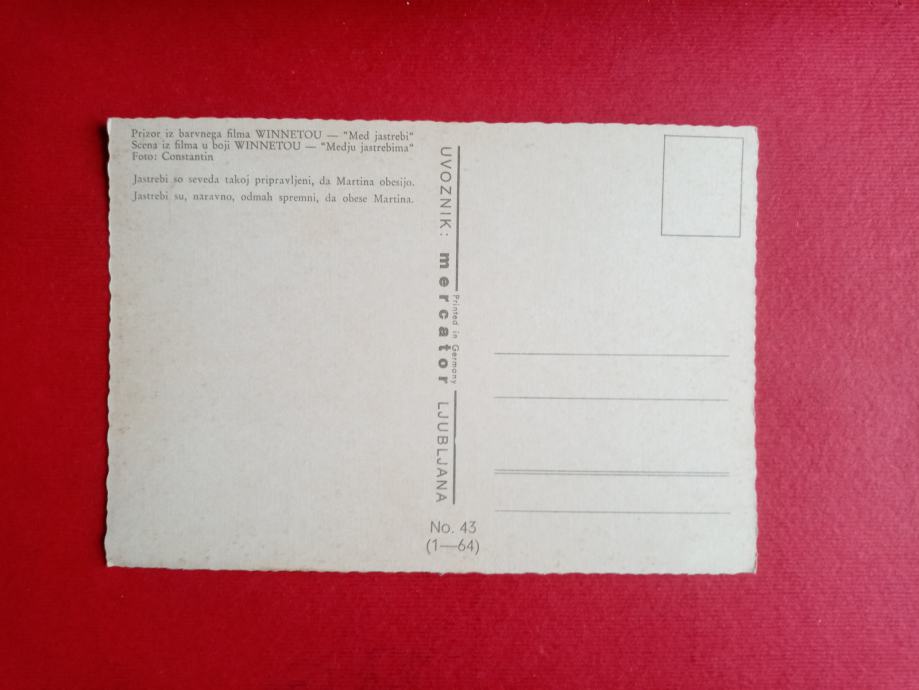 Prizor iz barvnega filma WINNETOU — "Med jastrebi"
Scena iz filma u boji WINNETOU — "Medju jastrebima"
Foto: Constantin
Jastrebi so seveda takoj pripravljeni, da Martina obesijo.
Jastrebi su, naravno, odmah spremni, da obese Martina.
UVOZNIK: mercator LJUBLJANA
Printed in Germany
No. 43
(1—64)